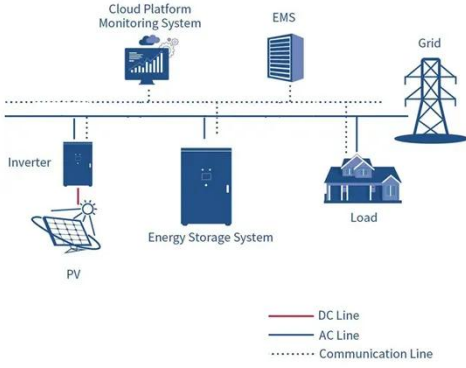 Cloud Platform
Monitoring System
EMS
Grid
Inverter
Energy Storage System
Load
PV
DC Line
AC Line
Communication Line